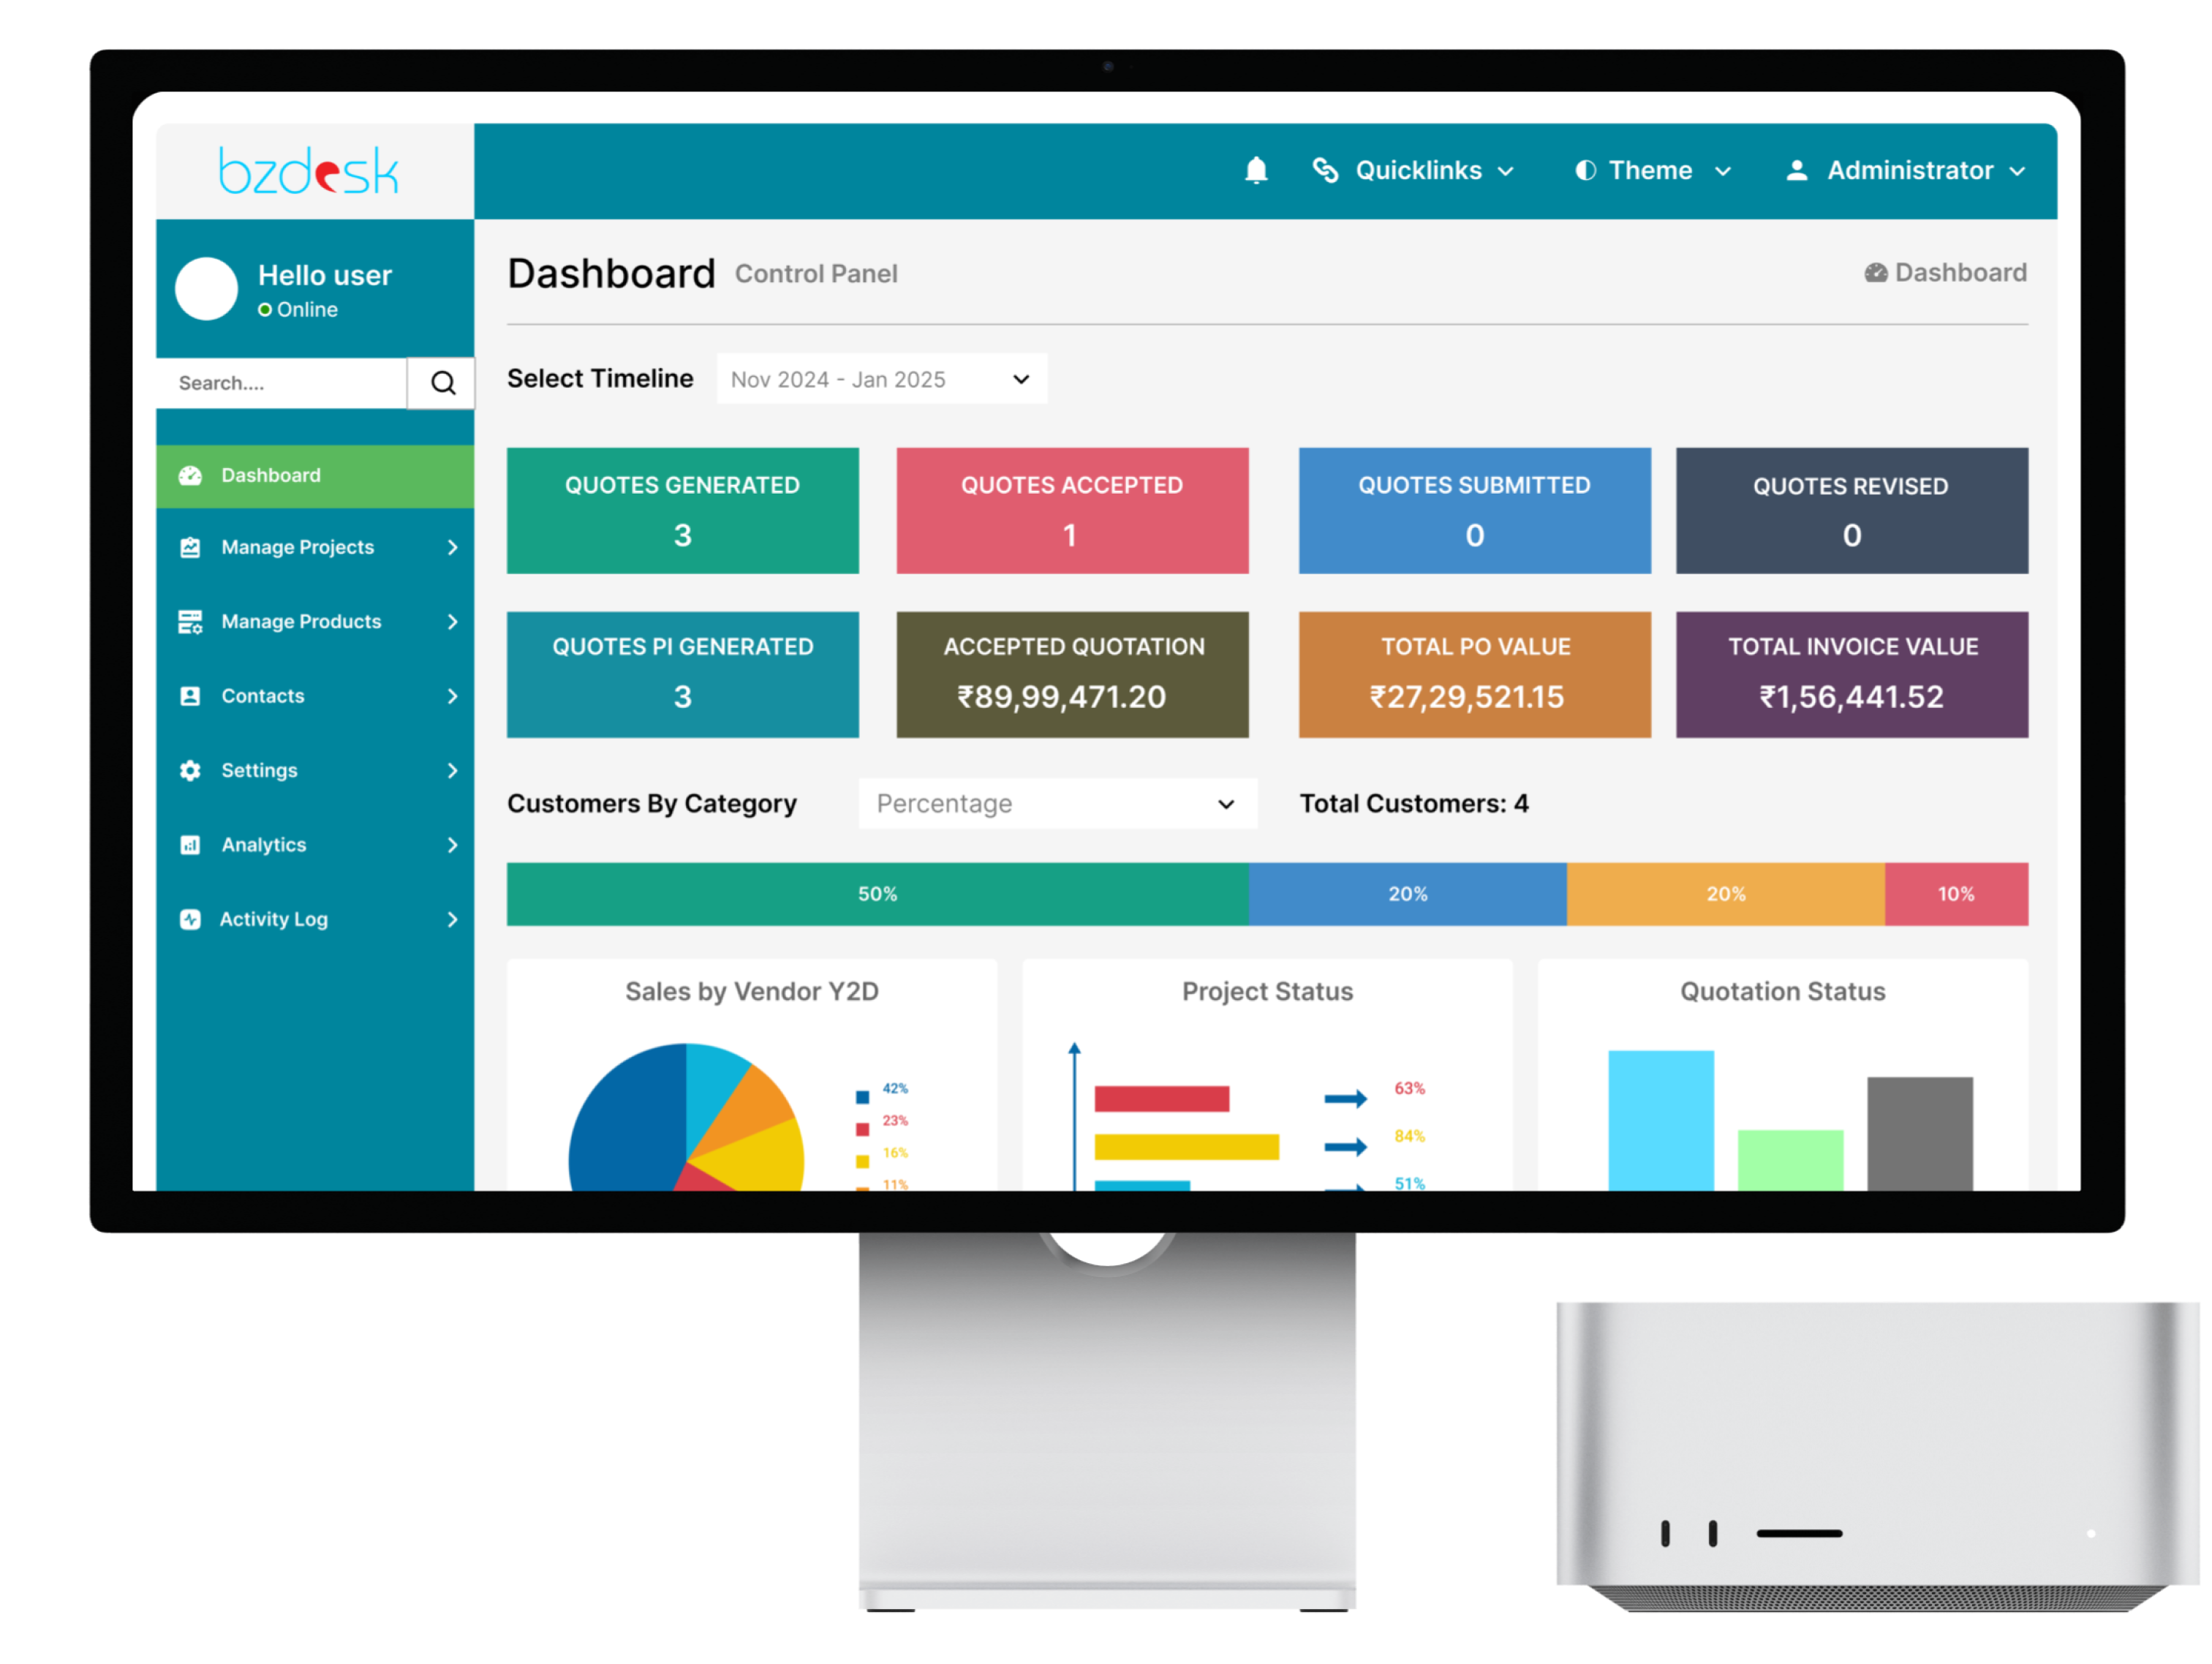 bzdesk
Quicklinks
Theme
Administrator
Hello user
Online
Search....
Dashboard
Manage Projects
Manage Products
Contacts
Settings
Analytics
Activity Log
Dashboard Control Panel
Dashboard
Select Timeline
Nov 2024 - Jan 2025
QUOTES GENERATED
3
QUOTES ACCEPTED
1
QUOTES SUBMITTED
0
QUOTES REVISED
0
QUOTES PI GENERATED
3
ACCEPTED QUOTATION
₹89,99,471.20
TOTAL PO VALUE
₹27,29,521.15
TOTAL INVOICE VALUE
₹1,56,441.52
Customers By Category
Percentage
Total Customers: 4
50%
20%
20%
10%
Sales by Vendor Y2D
42%
23%
16%
11%
Project Status
63%
84%
51%
Quotation Status